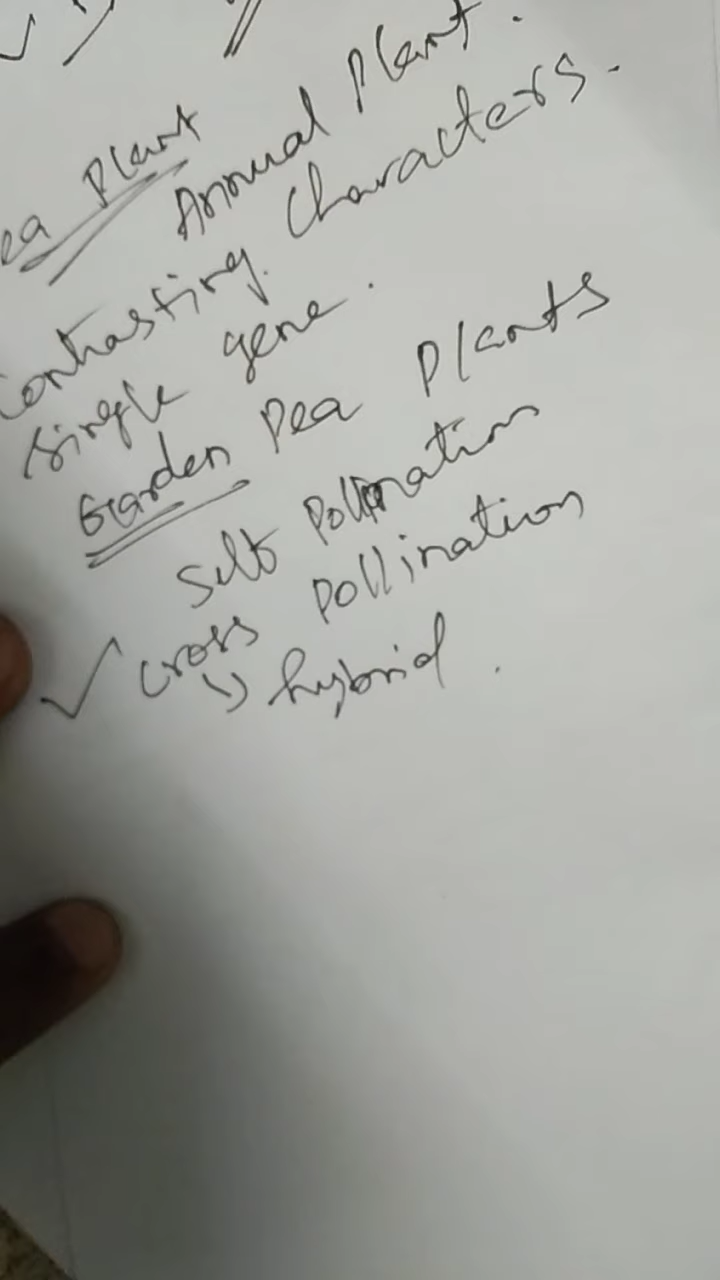 Pea Plant
Annual Plant.
Contrasting Characters.
Single gene.
Garden Pea Plants
Self Pollination
Cross Pollination
hybrid.